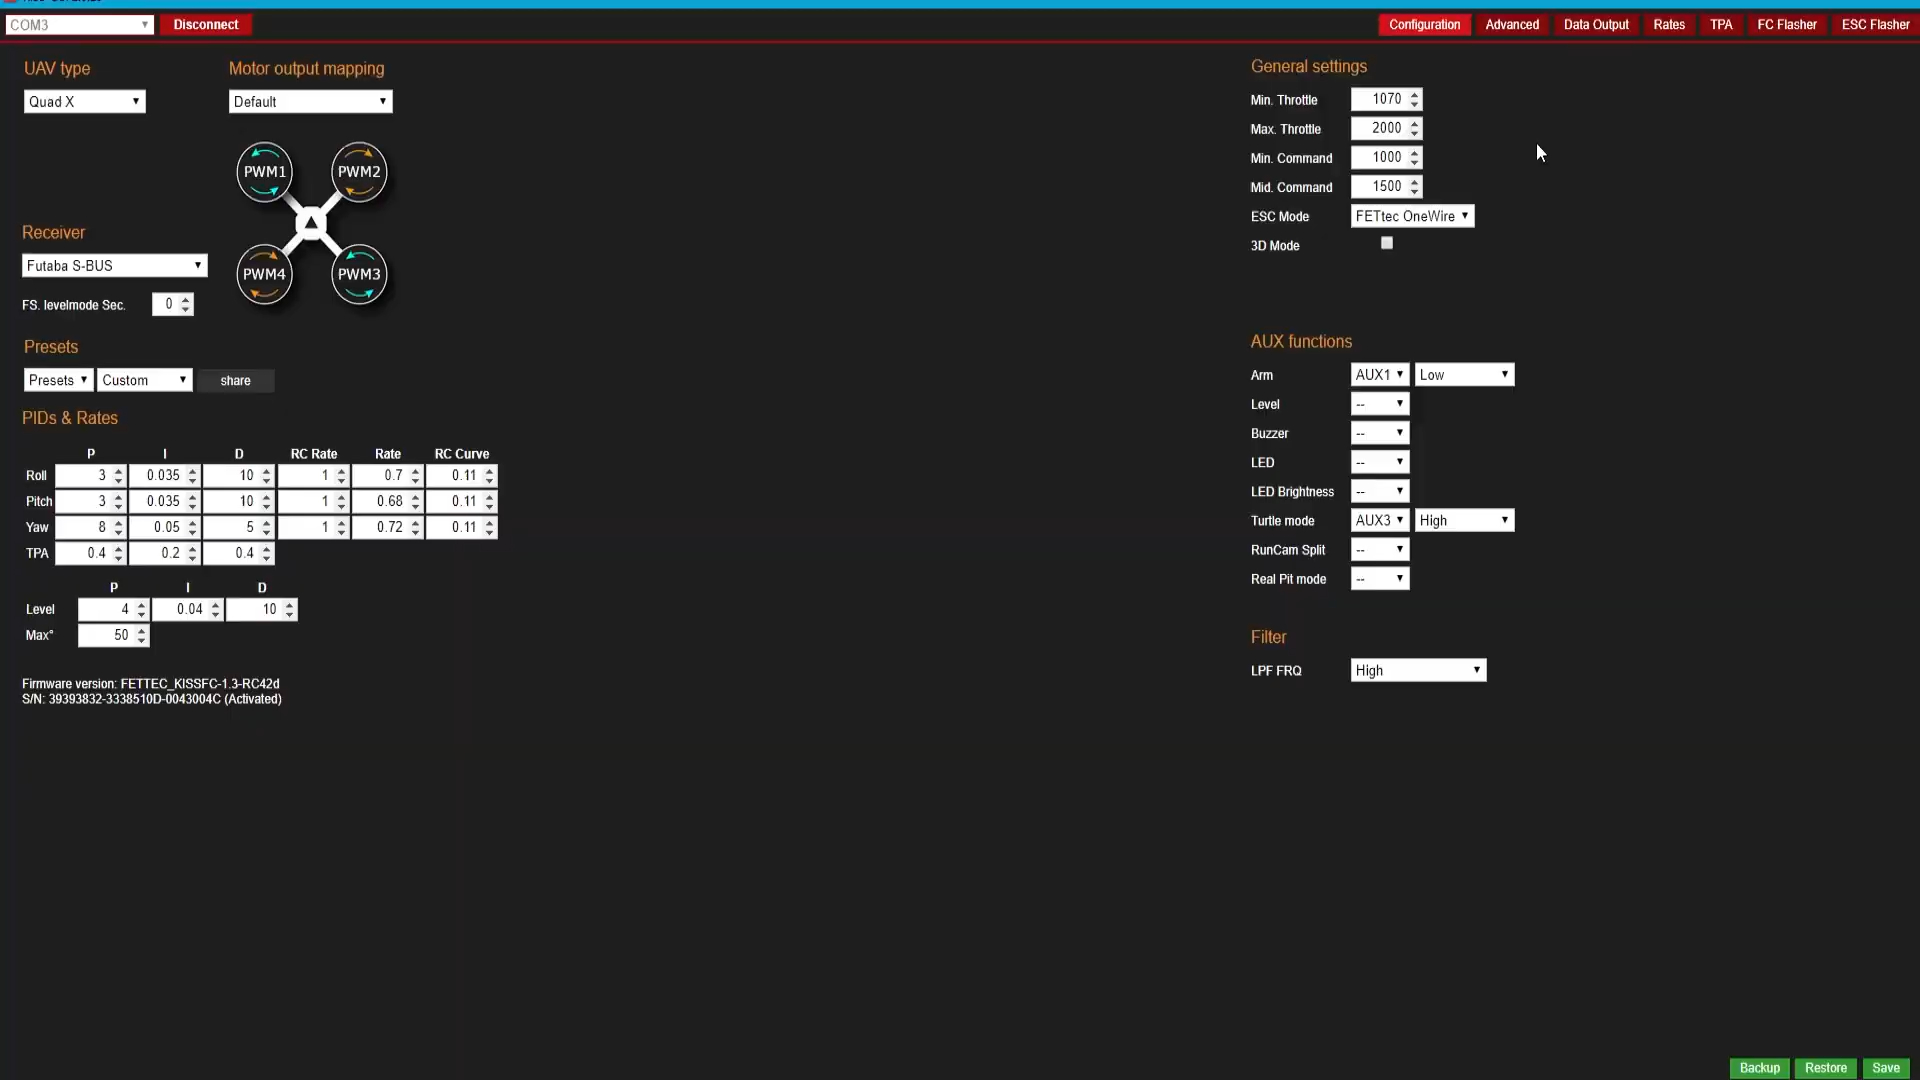 COM3 Disconnect Configuration Advanced Data Output Rates TPA FC Flasher ESC Flasher
UAV type
Quad X
Motor output mapping
Default
PWM1 PWM2
PWM4 PWM3
Receiver
Futaba S-BUS
FS. levelmode Sec. 0
Presets
Presets Custom share
PIDs & Rates
P I D RC Rate Rate RC Curve
Roll 3 0.035 10 1 0.7 0.11
Pitch 3 0.035 10 1 0.68 0.11
Yaw 8 0.05 5 1 0.72 0.11
TPA 0.4 0.2 0.4
P I D
Level 4 0.04 10
Max° 50
Firmware version: FETTEC_KISSFC-1.3-RC42d
S/N: 39393832-3338510D-0043004C (Activated)
General settings
Min. Throttle 1070
Max. Throttle 2000
Min. Command 1000
Mid. Command 1500
ESC Mode FETtec OneWire
3D Mode
AUX functions
Arm AUX1 Low
Level --
Buzzer --
LED --
LED Brightness --
Turtle mode AUX3 High
RunCam Split --
Real Pit mode --
Filter
LPF FRQ High
Backup Restore Save